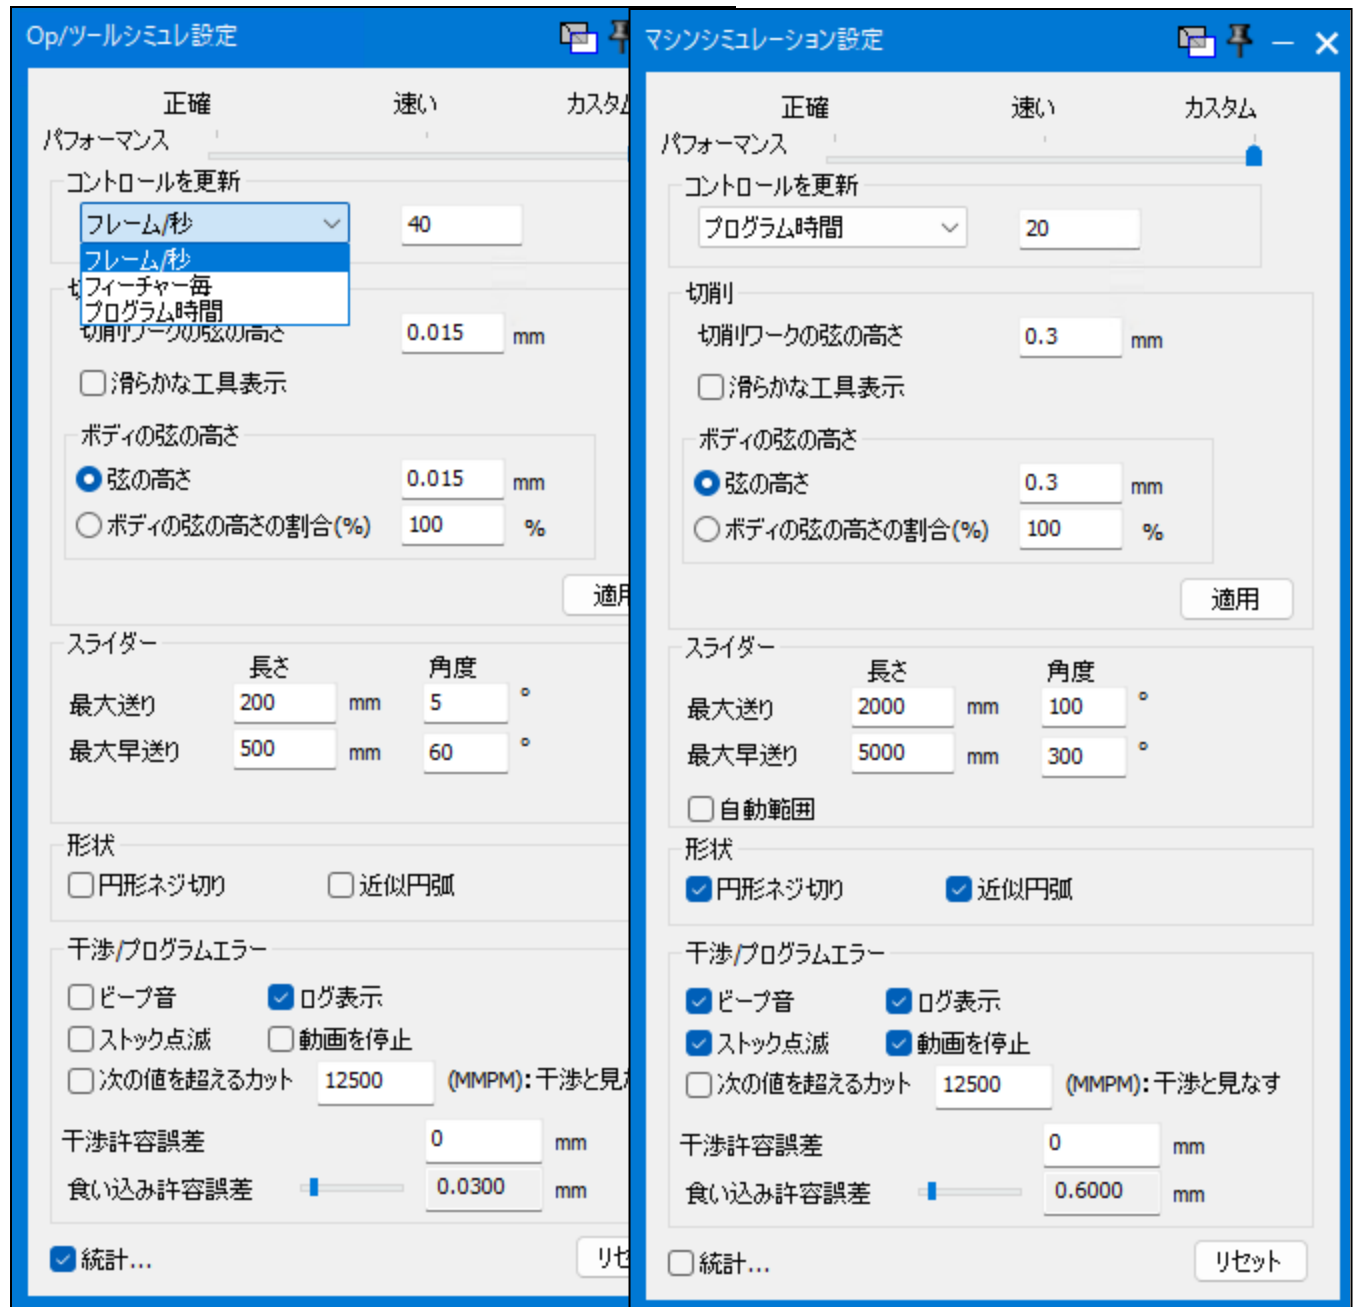 Op/ツールシミュレ設定
正確 速い カスタム
パフォーマンス
コントロールを更新
フレーム/秒 40
フレーム/秒
フィーチャー毎
プログラム時間
切削ワークの弦の高さ 0.015 mm
滑らかな工具表示
ボディの弦の高さ
弦の高さ 0.015 mm
ボディの弦の高さの割合(%) 100 %
適用
スライダー
長さ 角度
最大送り 200 mm 5 °
最大早送り 500 mm 60 °
形状
円形ネジ切り 近似円弧
干渉/プログラムエラー
ビープ音 ログ表示
ストック点滅 動画を停止
次の値を超えるカット 12500 (MMPM): 干渉と見な
干渉許容誤差 0 mm
食い込み許容誤差 0.0300 mm
統計... リセ
マシンシミュレーション設定
正確 速い カスタム
パフォーマンス
コントロールを更新
プログラム時間 20
切削
切削ワークの弦の高さ 0.3 mm
滑らかな工具表示
ボディの弦の高さ
弦の高さ 0.3 mm
ボディの弦の高さの割合(%) 100 %
適用
スライダー
長さ 角度
最大送り 2000 mm 100 °
最大早送り 5000 mm 300 °
自動範囲
形状
円形ネジ切り 近似円弧
干渉/プログラムエラー
ビープ音 ログ表示
ストック点滅 動画を停止
次の値を超えるカット 12500 (MMPM): 干渉と見なす
干渉許容誤差 0 mm
食い込み許容誤差 0.6000 mm
統計... リセット